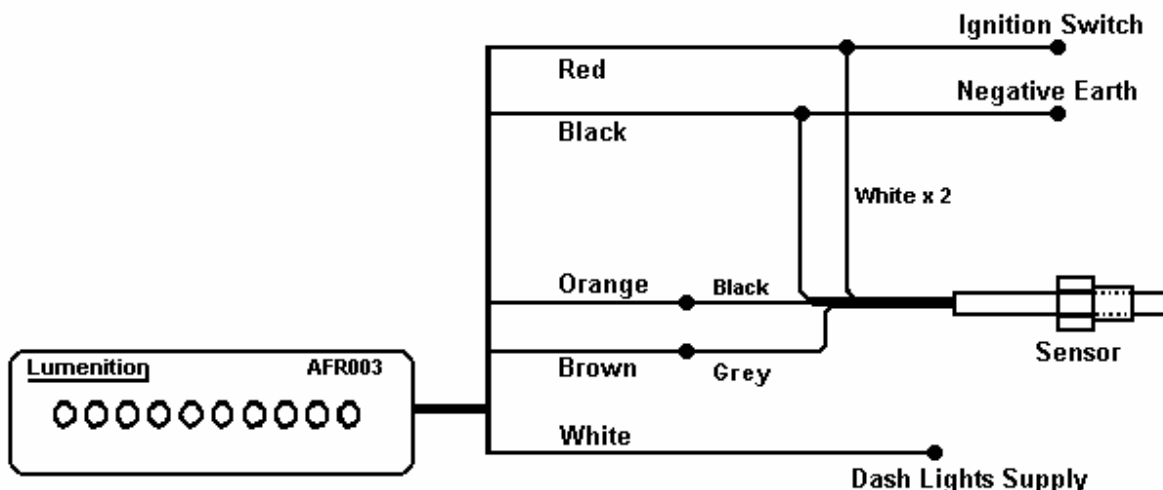 Ignition Switch
Red
Negative Earth
Black
White x 2
Orange
Black
Sensor
Lumenition
AFR003
Brown
Grey
White
Dash Lights Supply